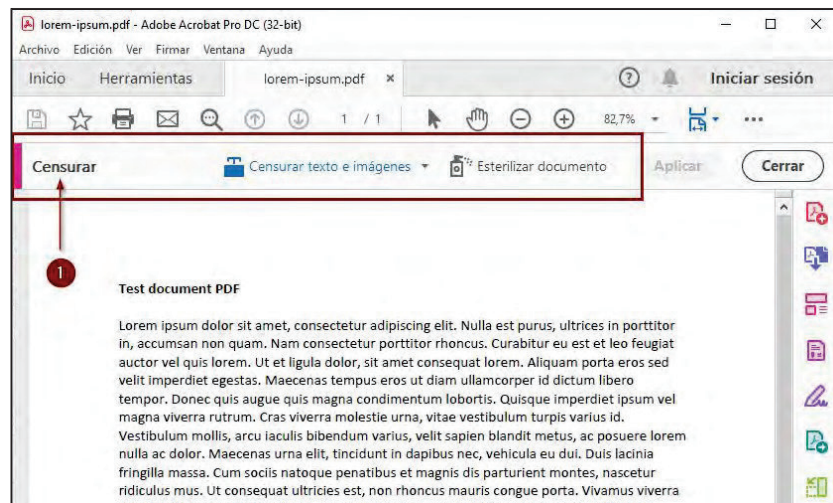 lorem-ipsum.pdf - Adobe Acrobat Pro DC (32-bit)
Archivo Edición Ver Firmar Ventana Ayuda
Inicio Herramientas lorem-ipsum.pdf × Iniciar sesión
1 / 1 82,7%
Censurar Censurar texto e imágenes Esterilizar documento Aplicar Cerrar
1
Test document PDF
Lorem ipsum dolor sit amet, consectetur adipiscing elit. Nulla est purus, ultrices in porttitor
in, accumsan non quam. Nam consectetur porttitor rhoncus. Curabitur eu est et leo feugiat
auctor vel quis lorem. Ut et ligula dolor, sit amet consequat lorem. Aliquam porta eros sed
velit imperdiet egestas. Maecenas tempus eros ut diam ullamcorper id dictum libero
tempor. Donec quis augue quis magna condimentum lobortis. Quisque imperdiet ipsum vel
magna viverra rutrum. Cras viverra molestie urna, vitae vestibulum turpis varius id.
Vestibulum mollis, arcu iaculis bibendum varius, velit sapien blandit metus, ac posuere lorem
nulla ac dolor. Maecenas urna elit, tincidunt in dapibus nec, vehicula eu dui. Duis lacinia
fringilla massa. Cum sociis natoque penatibus et magnis dis parturient montes, nascetur
ridiculus mus. Ut consequat ultricies est, non rhoncus mauris congue porta. Vivamus viverra